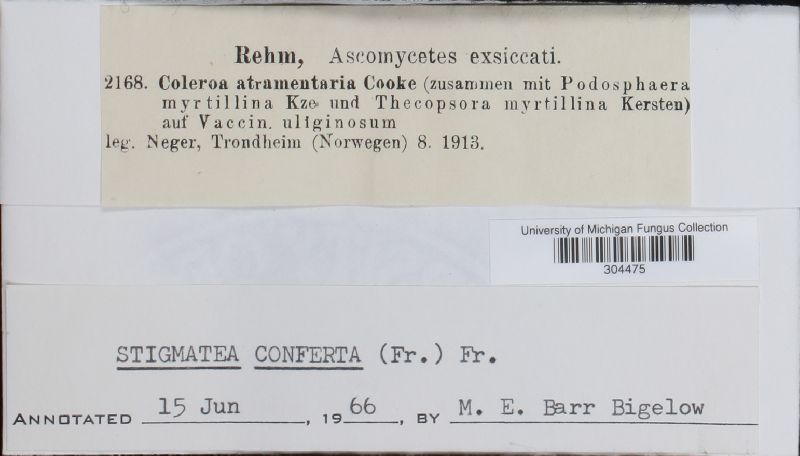 Rehm, Ascomycetes exsiccati.
2168. Coleroa atramentaria Cooke (zusammen mit Podosphaera
myrtillina Kze. und Thecopsora myrtillina Kersten)
auf Vaccin. uliginosum
leg. Neger, Trondheim (Norwegen) 8. 1913.
University of Michigan Fungus Collection
304475
STIGMATEA CONFERTA (Fr.) Fr.
ANNOTATED 15 Jun, 1966, BY M. E. Barr Bigelow